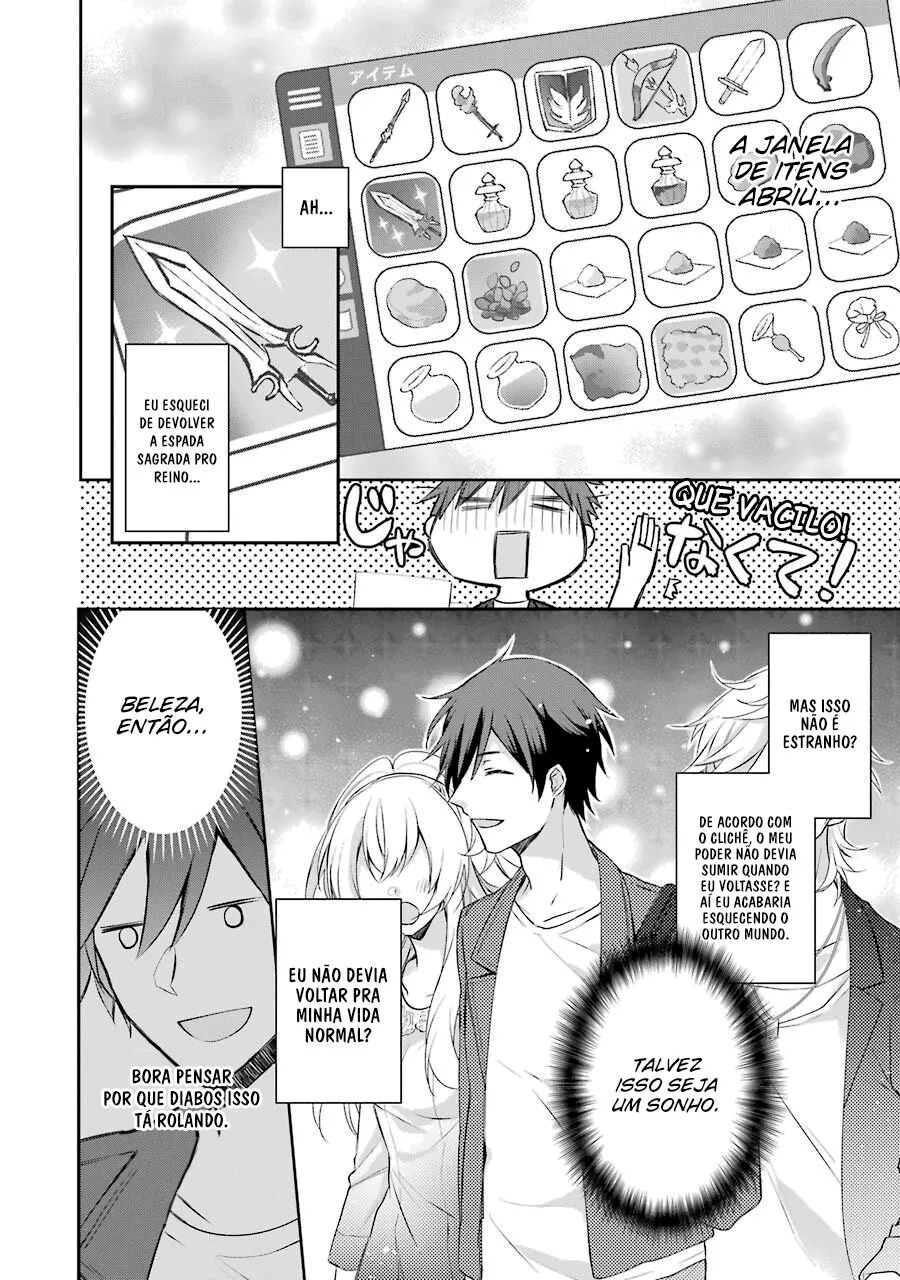 アイテム
A JANELA
DE ITENS
ABRIU...
AH...
EU ESQUECI
DE DEVOLVER
A ESPADA
SAGRADA PRO
REINO...
QUE VACILO!
じゃ
なくて!
MAS ISSO
NÃO É
ESTRANHO?
DE ACORDO COM
O CLICHÊ, O MEU
PODER NÃO DEVIA
SUMIR QUANDO
EU VOLTASSE? E
AÍ EU ACABARIA
ESQUECENDO O
OUTRO MUNDO.
EU NÃO DEVIA
VOLTAR PRA
MINHA VIDA
NORMAL?
TALVEZ
ISSO SEJA
UM SONHO.
BELEZA,
ENTÃO...
BORA PENSAR
POR QUE DIABOS ISSO
TÁ ROLANDO.